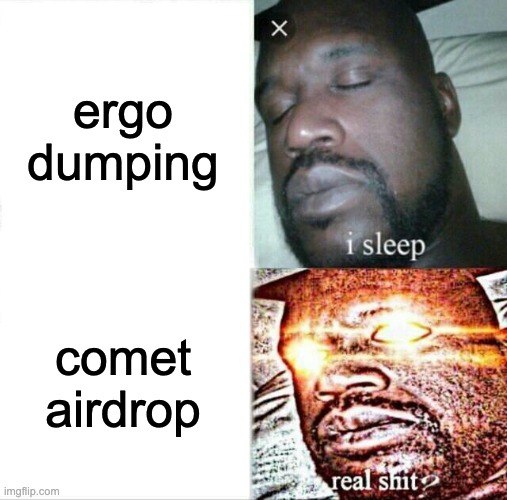 ergo
dumping
i sleep
comet
airdrop
real shit?
imgflip.com